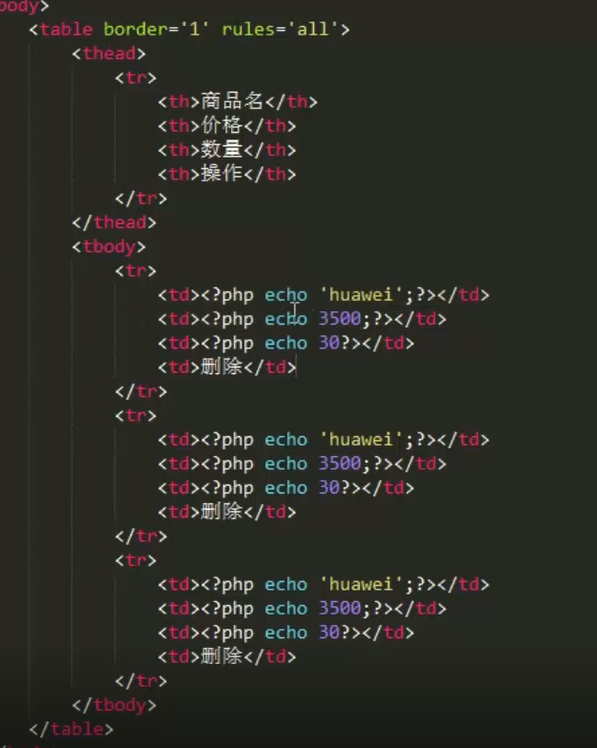 body>
<table border='1' rules='all'>
<thead>
<tr>
<th>商品名</th>
<th>价格</th>
<th>数量</th>
<th>操作</th>
</tr>
</thead>
<tbody>
<tr>
<td><?php echo 'huawei';?></td>
<td><?php echo 3500;?></td>
<td><?php echo 30?></td>
<td>删除</td>
</tr>
<tr>
<td><?php echo 'huawei';?></td>
<td><?php echo 3500;?></td>
<td><?php echo 30?></td>
<td>删除</td>
</tr>
<tr>
<td><?php echo 'huawei';?></td>
<td><?php echo 3500;?></td>
<td><?php echo 30?></td>
<td>删除</td>
</tr>
</tbody>
</table>